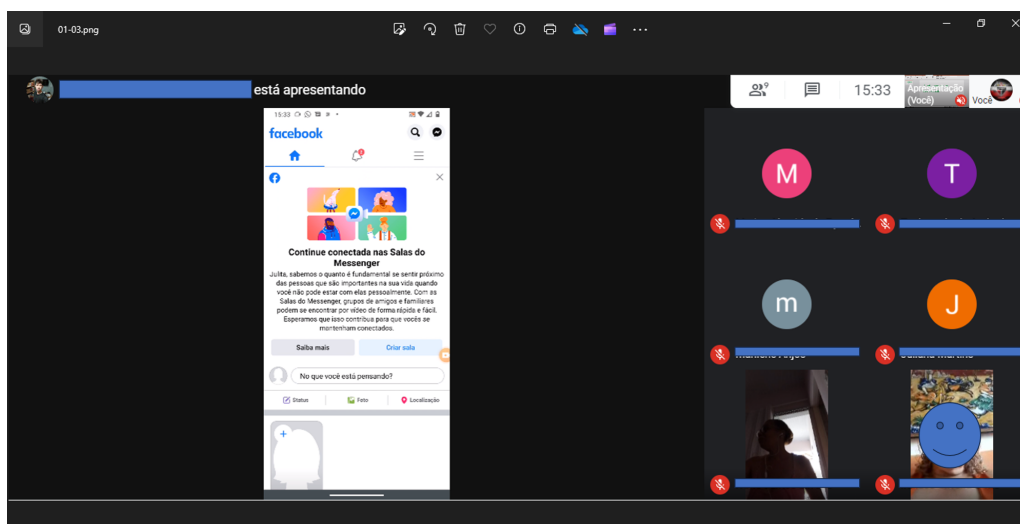 01-03.png
está apresentando
9
15:33
Apresentação
(Você)
Você
15:33
facebook
2
Continue conectada nas Salas do
Messenger
Julita, sabemos o quanto é fundamental se sentir próximo
das pessoas que são importantes na sua vida quando
você não pode estar com elas pessoalmente. Com as
Salas do Messenger, grupos de amigos e familiares
podem se encontrar por vídeo de forma rápida e fácil.
Esperamos que isso contribua para que vocês se
mantenham conectados.
Saiba mais
Criar sala
No que você está pensando?
Status
Foto
Localização
M
T
m
J